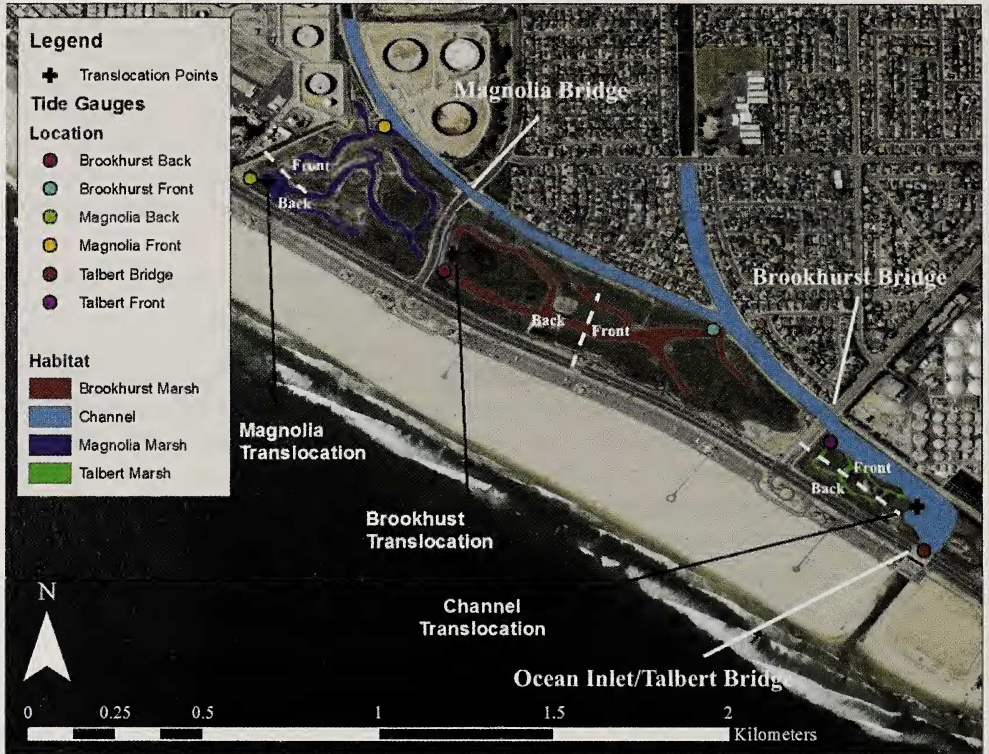 Legend
Translocation Points
Tide Gauges
Location
Brookhurst Back
Brookhurst Front
Magnolia Back
Magnolia Front
Talbert Bridge
Talbert Front
Habitat
Brookhurst Marsh
Channel
Magnolia Marsh
Talbert Marsh
Magnolia Bridge
Front
Back
Brookhurst Bridge
Back
Front
Front
Back
Magnolia
Translocation
Brookhust
Translocation
Channel
Translocation
Ocean Inlet/Talbert Bridge
N
0 0.25 0.5 1 1.5 2
Kilometers